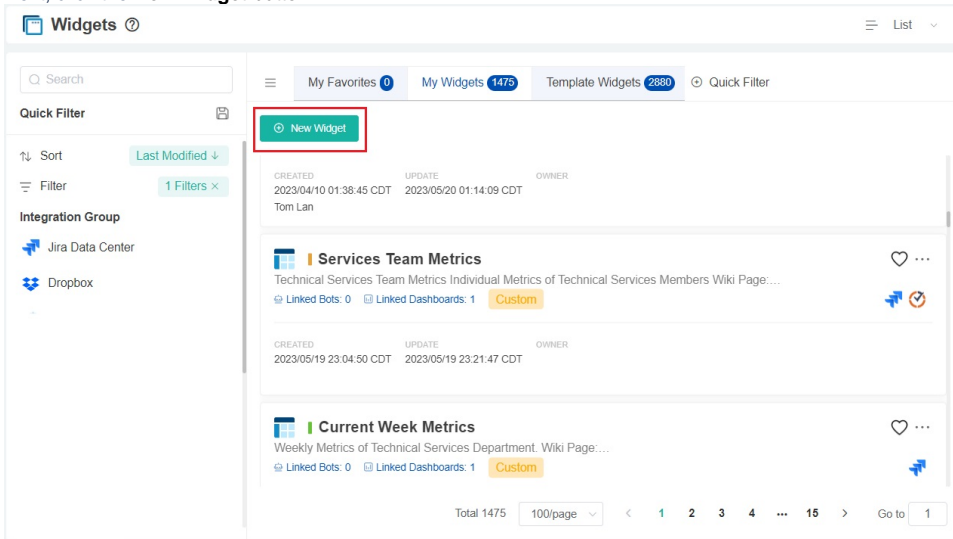 Widgets
List
Search
Quick Filter
Sort
Last Modified ↓
Filter
1 Filters ×
Integration Group
Jira Data Center
Dropbox
My Favorites 0
My Widgets 1475
Template Widgets 2880
Quick Filter
New Widget
CREATED UPDATE OWNER
2023/04/10 01:38:45 CDT 2023/05/20 01:14:09 CDT
Tom Lan
Services Team Metrics
Technical Services Team Metrics Individual Metrics of Technical Services Members Wiki Page:...
Linked Bots: 0 Linked Dashboards: 1 Custom
CREATED UPDATE OWNER
2023/05/19 23:04:50 CDT 2023/05/19 23:21:47 CDT
Current Week Metrics
Weekly Metrics of Technical Services Department. Wiki Page:...
Linked Bots: 0 Linked Dashboards: 1 Custom
Total 1475 100/page < 1 2 3 4 ... 15 > Go to 1